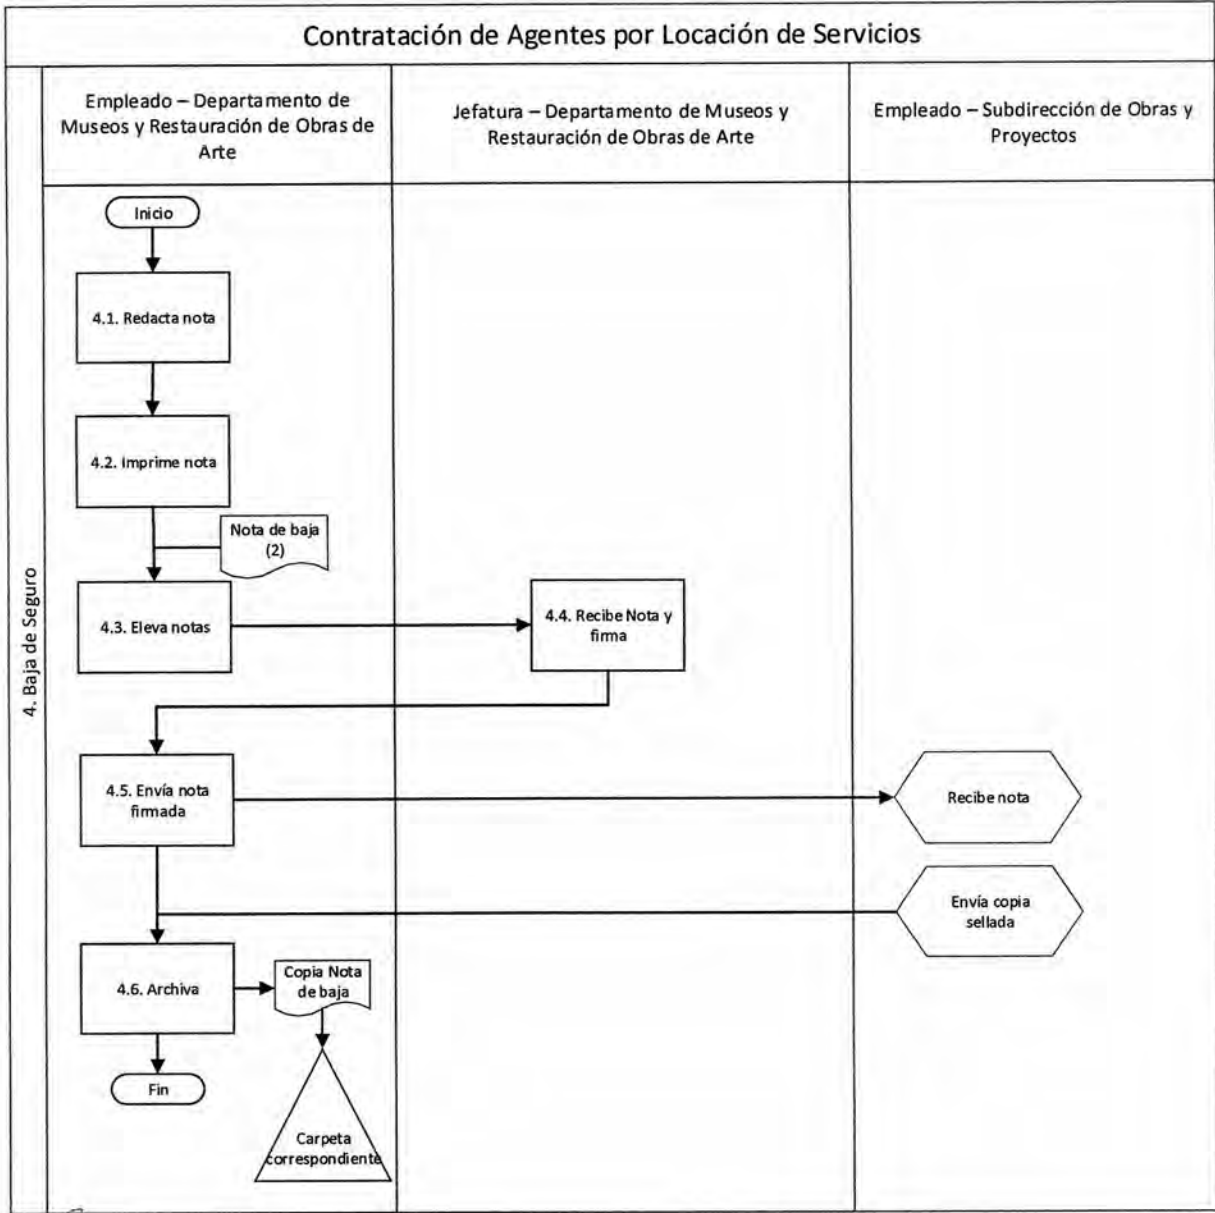 Contratación de Agentes por Locación de Servicios
Empleado – Departamento de
Museos y Restauración de Obras de
Arte
Jefatura – Departamento de Museos y
Restauración de Obras de Arte
Empleado – Subdirección de Obras y
Proyectos
4. Baja de Seguro
Inicio
4.1. Redacta nota
4.2. Imprime nota
Nota de baja
(2)
4.3. Eleva notas
4.4. Recibe Nota y
firma
4.5. Envía nota
firmada
Recibe nota
Envía copia
sellada
4.6. Archiva
Copia Nota
de baja
Fin
Carpeta
correspondiente